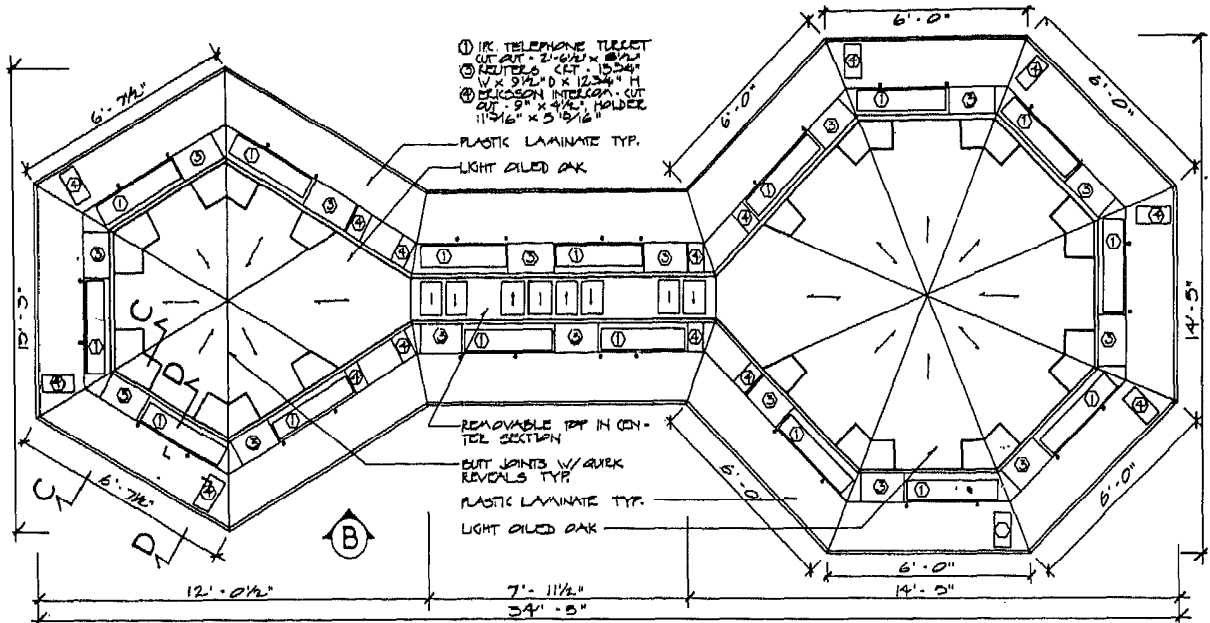 ① IPC. TELEPHONE TURRET
CUT OUT - 2'-6 1/2" x 8 1/2"
③ REUTERS CRT - 13 3/4"
W x 9 1/2" D x 12 3/4" H
④ ERICSSON INTERCOM - CUT
OUT - 9" x 4 1/2", HOLDER
11 9/16" x 5 15/16"
PLASTIC LAMINATE TYP.
LIGHT OILED OAK
6'-0"
6'-0"
6'-0"
6'-7 1/2"
15'-3"
14'-5"
REMOVABLE TOP IN CEN-
TER SECTION
BUTT JOINTS W/ QUIRK
REVEALS TYP.
PLASTIC LAMINATE TYP.
LIGHT OILED OAK
C
D
C
D
B
6'-7 1/2"
6'-0
6'-0"
6'-0"
12'-0 1/2"
7'-11 1/2"
14'-5"
34'-5"